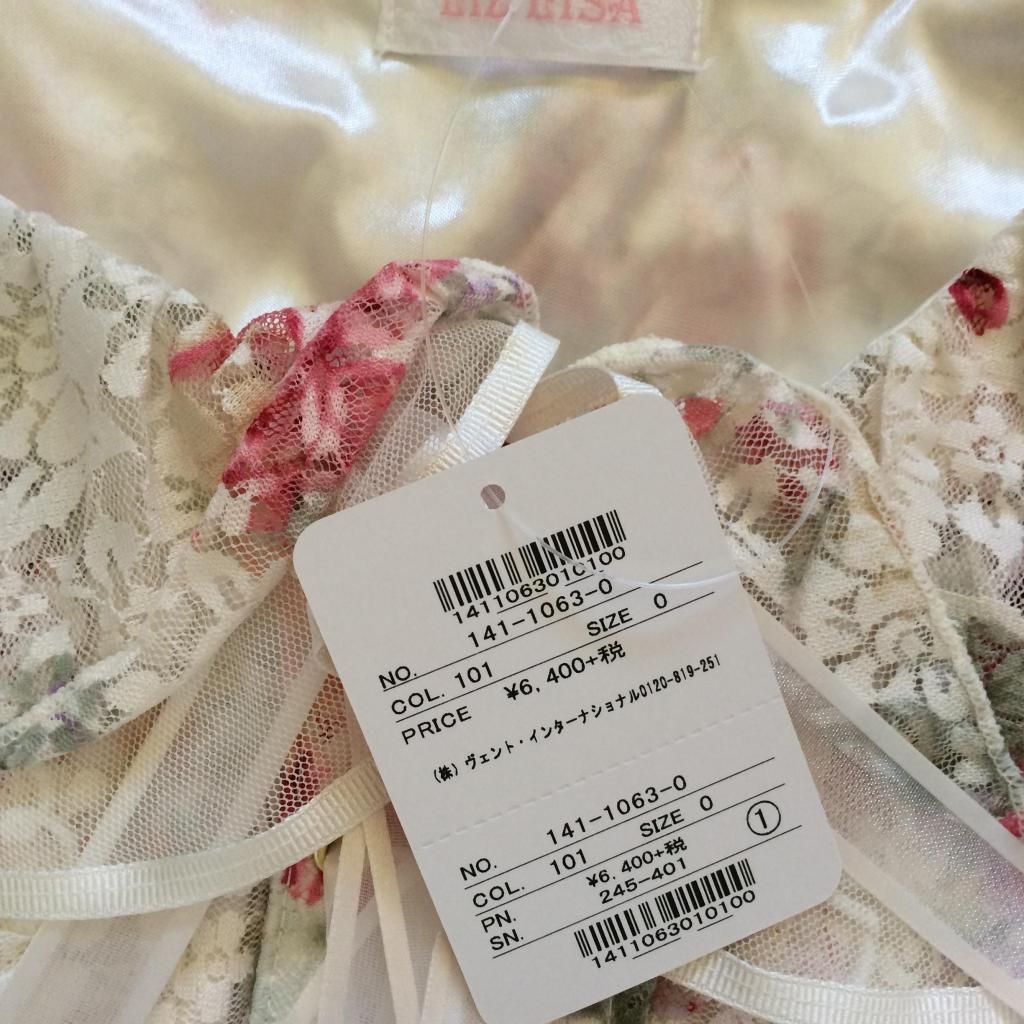 LIZ LISA
1411063010100
NO. 141-1063-0
COL. 101 SIZE 0
PRICE ¥6,400+税
(株)ヴェント・インターナショナル0120-819-251
NO. 141-1063-0
COL. 101 SIZE 0
PN. ¥6,400+税 ①
SN. 245-401
1411063010100